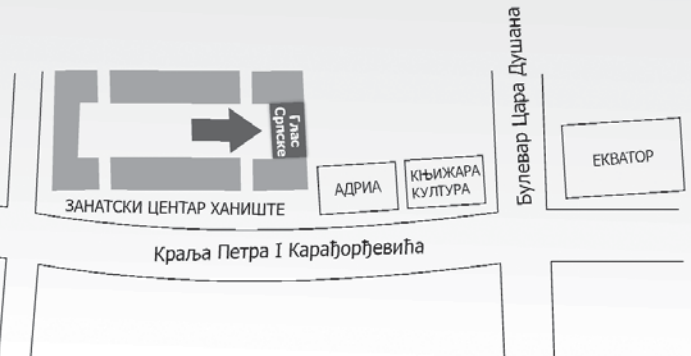 Булевар Цара Душана
Глас
Српске
ЕКВАТОР
АДРИА
КЊИЖАРА
КУЛТУРА
ЗАНАТСКИ ЦЕНТАР ХАНИШТЕ
Краља Петра I Карађорђевића